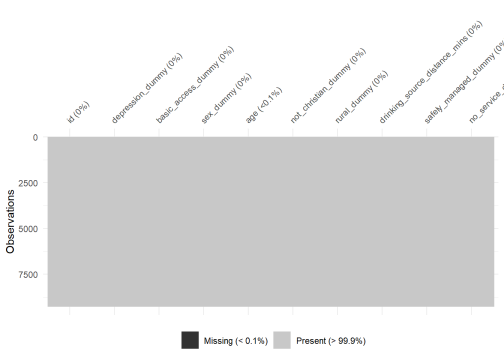 id (0%)
depression_dummy (0%)
basic_access_dummy (0%)
sex_dummy (0%)
age (<0.1%)
not_christian_dummy (0%)
rural_dummy (0%)
drinking_source_distance_mins (0%)
safely_managed_dummy (0%
no_service_d
0
2500
5000
7500
Observations
Missing (< 0.1%)
Present (> 99.9%)